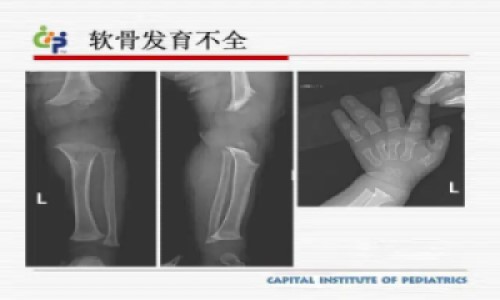 软骨发育不全
L
L
CAPITAL INSTITUTE OF PEDIATRICS